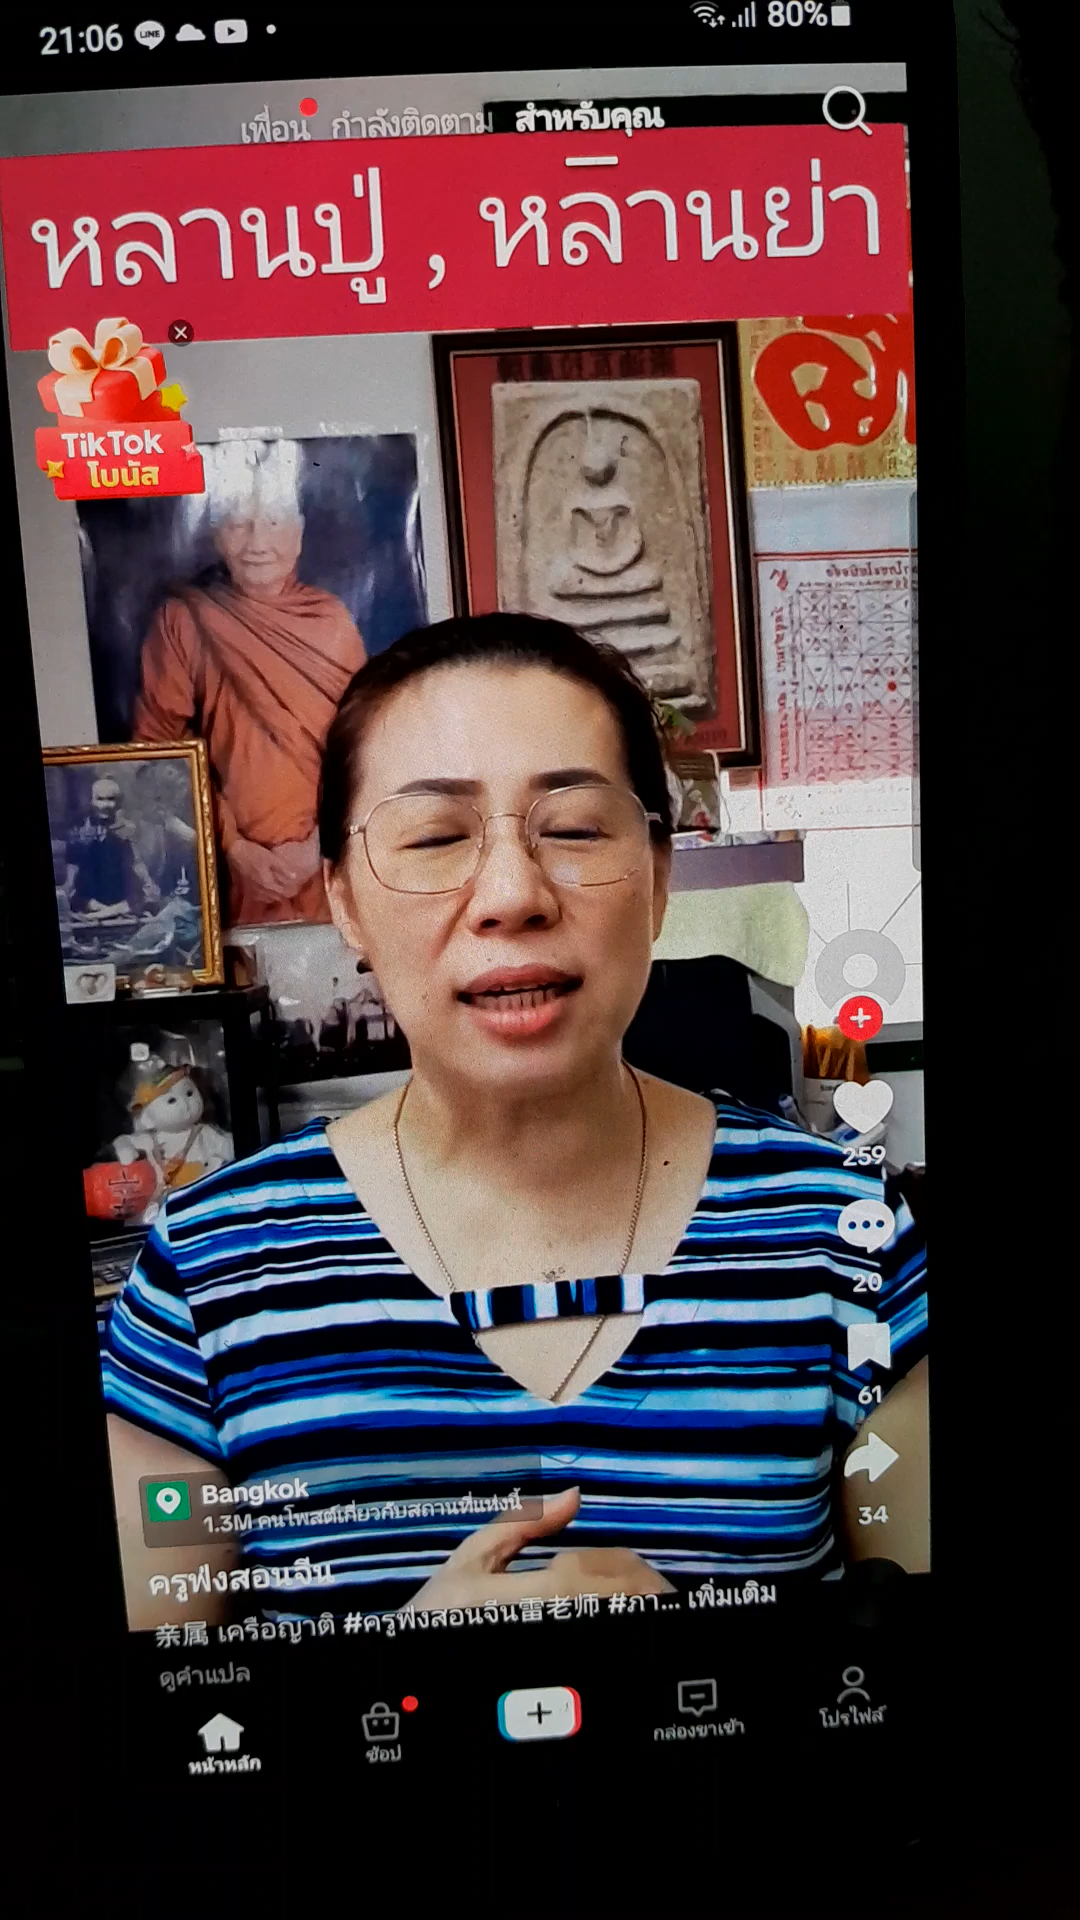 21:06
80%
เพื่อน กำลังติดตาม สำหรับคุณ
หลานปู่ , หลานย่า
TikTok
โบนัส
259
20
61
34
Bangkok
1.3M คนโพสต์เกี่ยวกับสถานที่แห่งนี้
ครูฟงสอนจีน
亲属 เครือญาติ #ครูฟงสอนจีน雷老师 #ภา... เพิ่มเติม
ดูคำแปล
หน้าหลัก
ช้อป
กล่องขาเข้า
โปรไฟล์